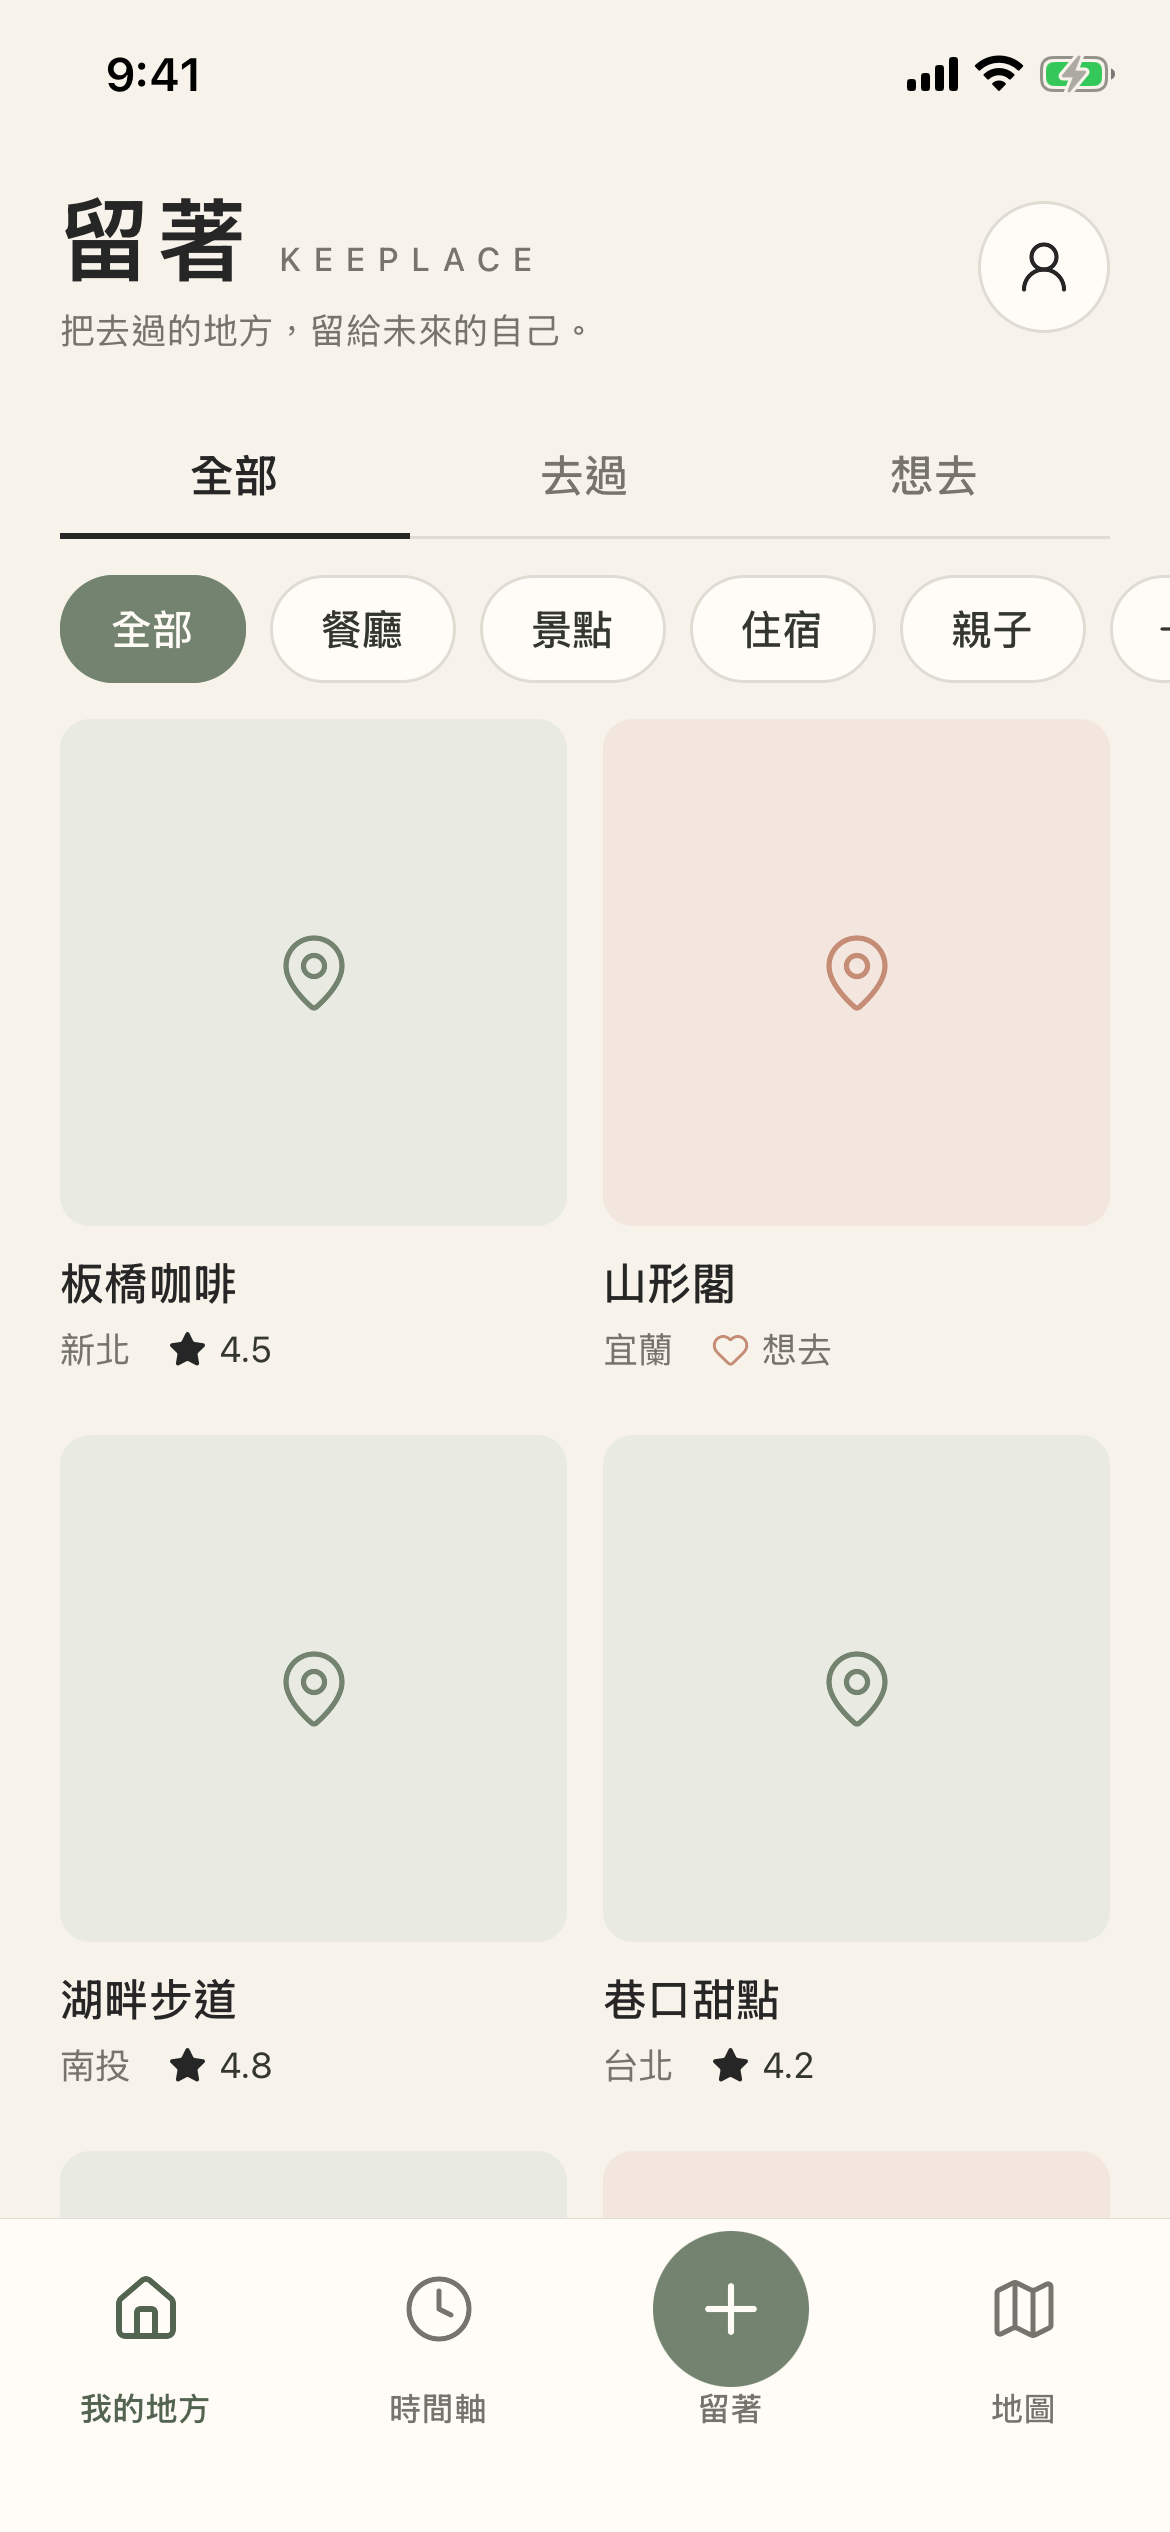 9:41
留著 KEEPLACE
把去過的地方，留給未來的自己。
全部 去過 想去
全部 餐廳 景點 住宿 親子
板橋咖啡 山形閣
新北 ★ 4.5 宜蘭 ♡ 想去
湖畔步道 巷口甜點
南投 ★ 4.8 台北 ★ 4.2
我的地方 時間軸 留著 地圖